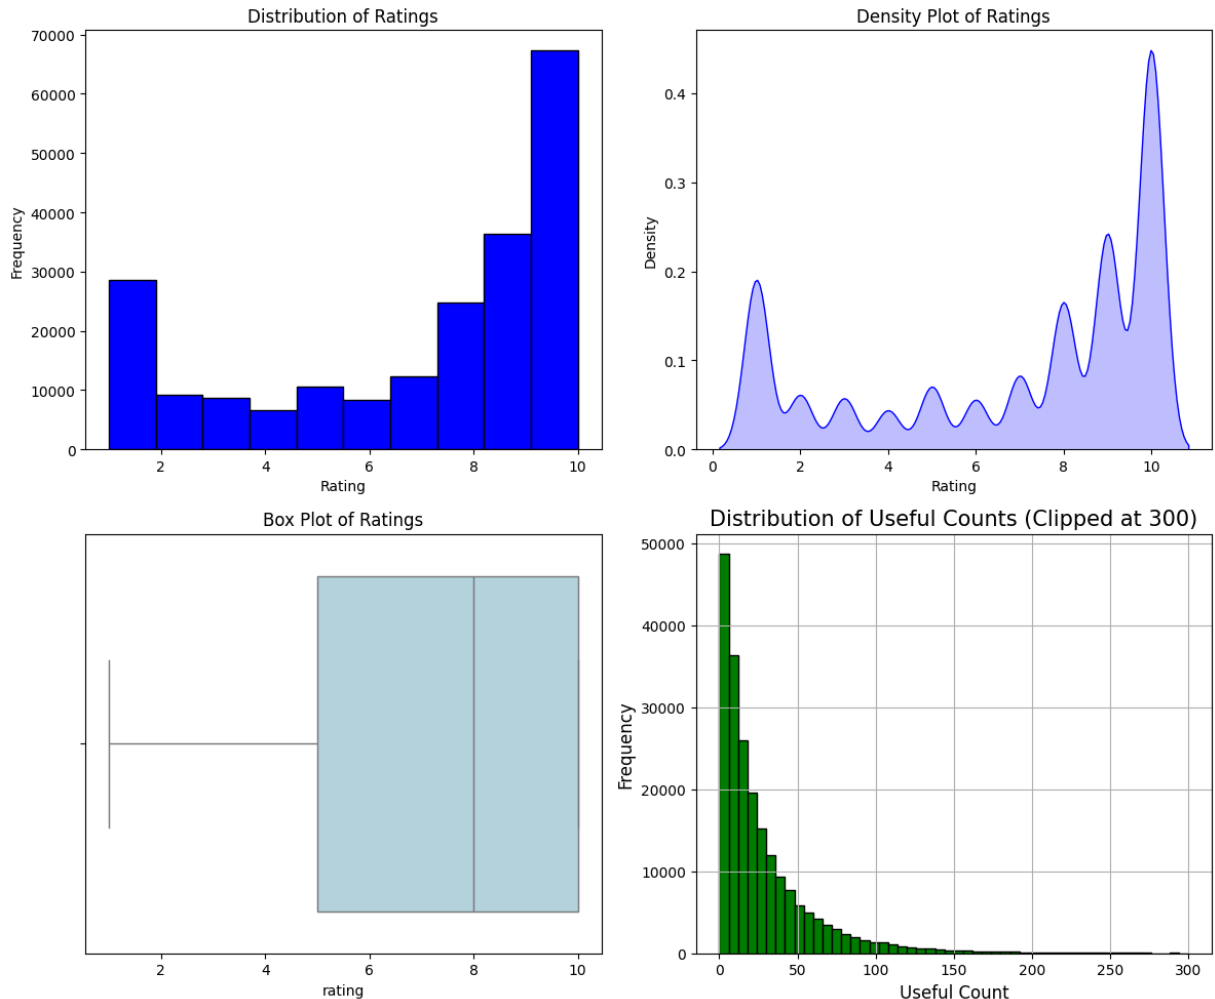 Distribution of Ratings
Frequency
70000
60000
50000
40000
30000
20000
10000
0
2 4 6 8 10
Rating
Density Plot of Ratings
Density
0.4
0.3
0.2
0.1
0.0
0 2 4 6 8 10
Rating
Box Plot of Ratings
2 4 6 8 10
rating
Distribution of Useful Counts (Clipped at 300)
Frequency
50000
40000
30000
20000
10000
0
0 50 100 150 200 250 300
Useful Count